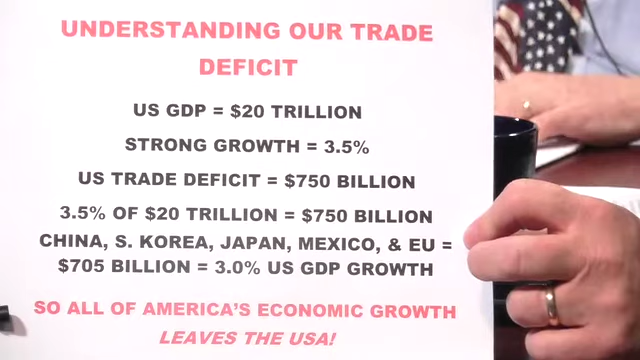 UNDERSTANDING OUR TRADE
DEFICIT
US GDP = $20 TRILLION
STRONG GROWTH = 3.5%
US TRADE DEFICIT = $750 BILLION
3.5% OF $20 TRILLION = $750 BILLION
CHINA, S. KOREA, JAPAN, MEXICO, & EU =
$705 BILLION = 3.0% US GDP GROWTH
SO ALL OF AMERICA'S ECONOMIC GROWTH
LEAVES THE USA!